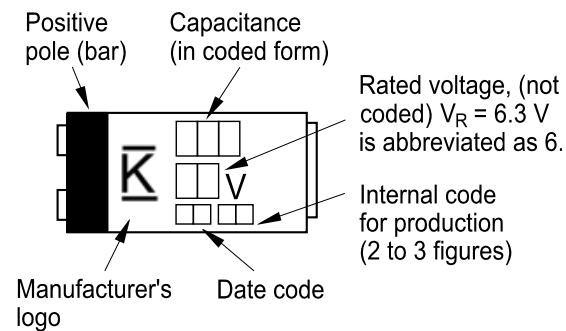 Positive
pole (bar)
Capacitance
(in coded form)
Rated voltage, (not
coded) VR = 6.3 V
is abbreviated as 6.
K
V
Internal code
for production
(2 to 3 figures)
Manufacturer's
logo
Date code